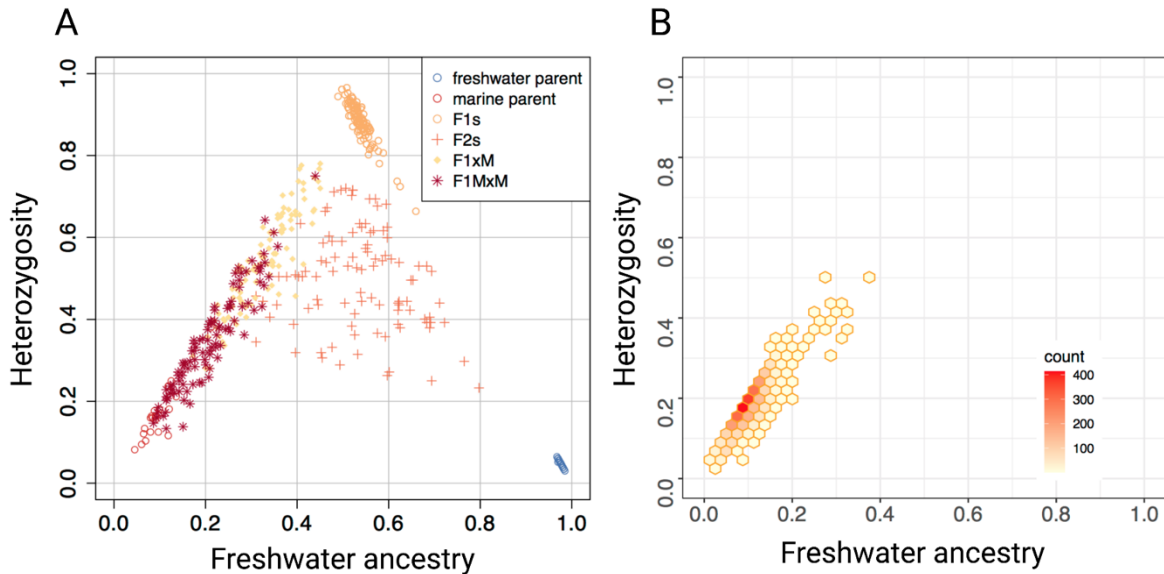 A
B
freshwater parent
marine parent
F1s
F2s
F1xM
F1MxM
Heterozygosity
1.0
0.8
0.6
0.4
0.2
0.0
0.0 0.2 0.4 0.6 0.8 1.0
Freshwater ancestry
Heterozygosity
1.0
0.8
0.6
0.5
0.4
0.2
0.0
count
400
300
200
100
0.0 0.2 0.4 0.6 0.8 1.0
Freshwater ancestry